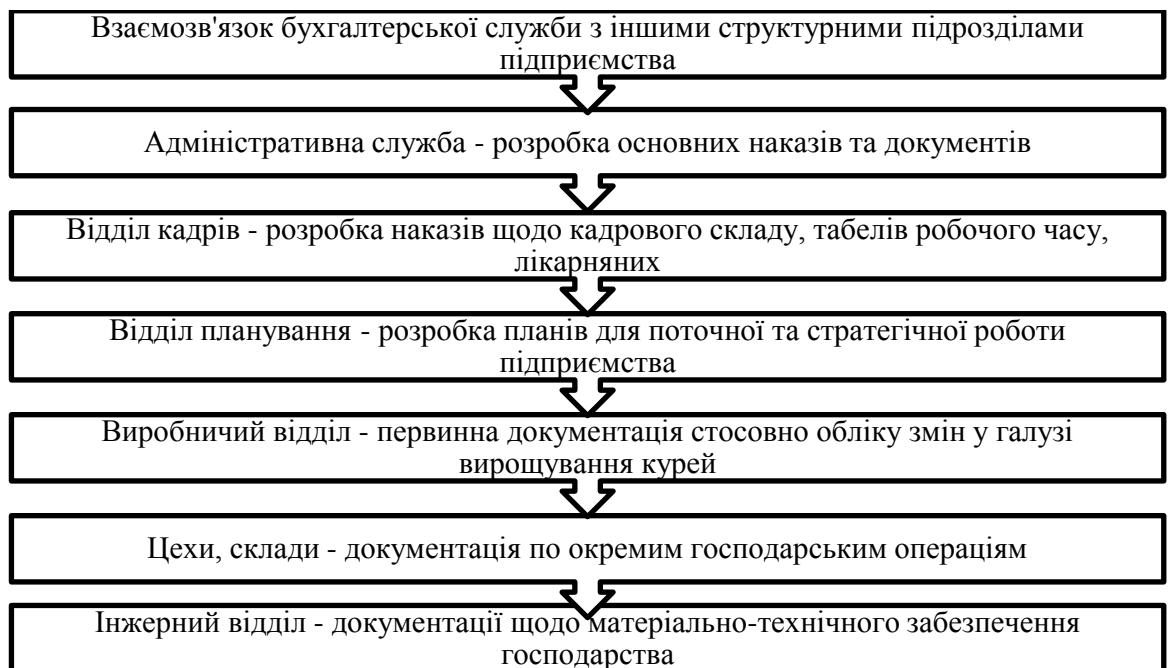 Взаємозв'язок бухгалтерської служби з іншими структурними підрозділами
підприємства
Адміністративна служба - розробка основних наказів та документів
Відділ кадрів - розробка наказів щодо кадрового складу, табелів робочого часу,
лікарняних
Відділ планування - розробка планів для поточної та стратегічної роботи
підприємства
Виробничий відділ - первинна документація стосовно обліку змін у галузі
вирощування курей
Цехи, склади - документація по окремим господарським операціям
Інжерний відділ - документації щодо матеріально-технічного забезпечення
господарства